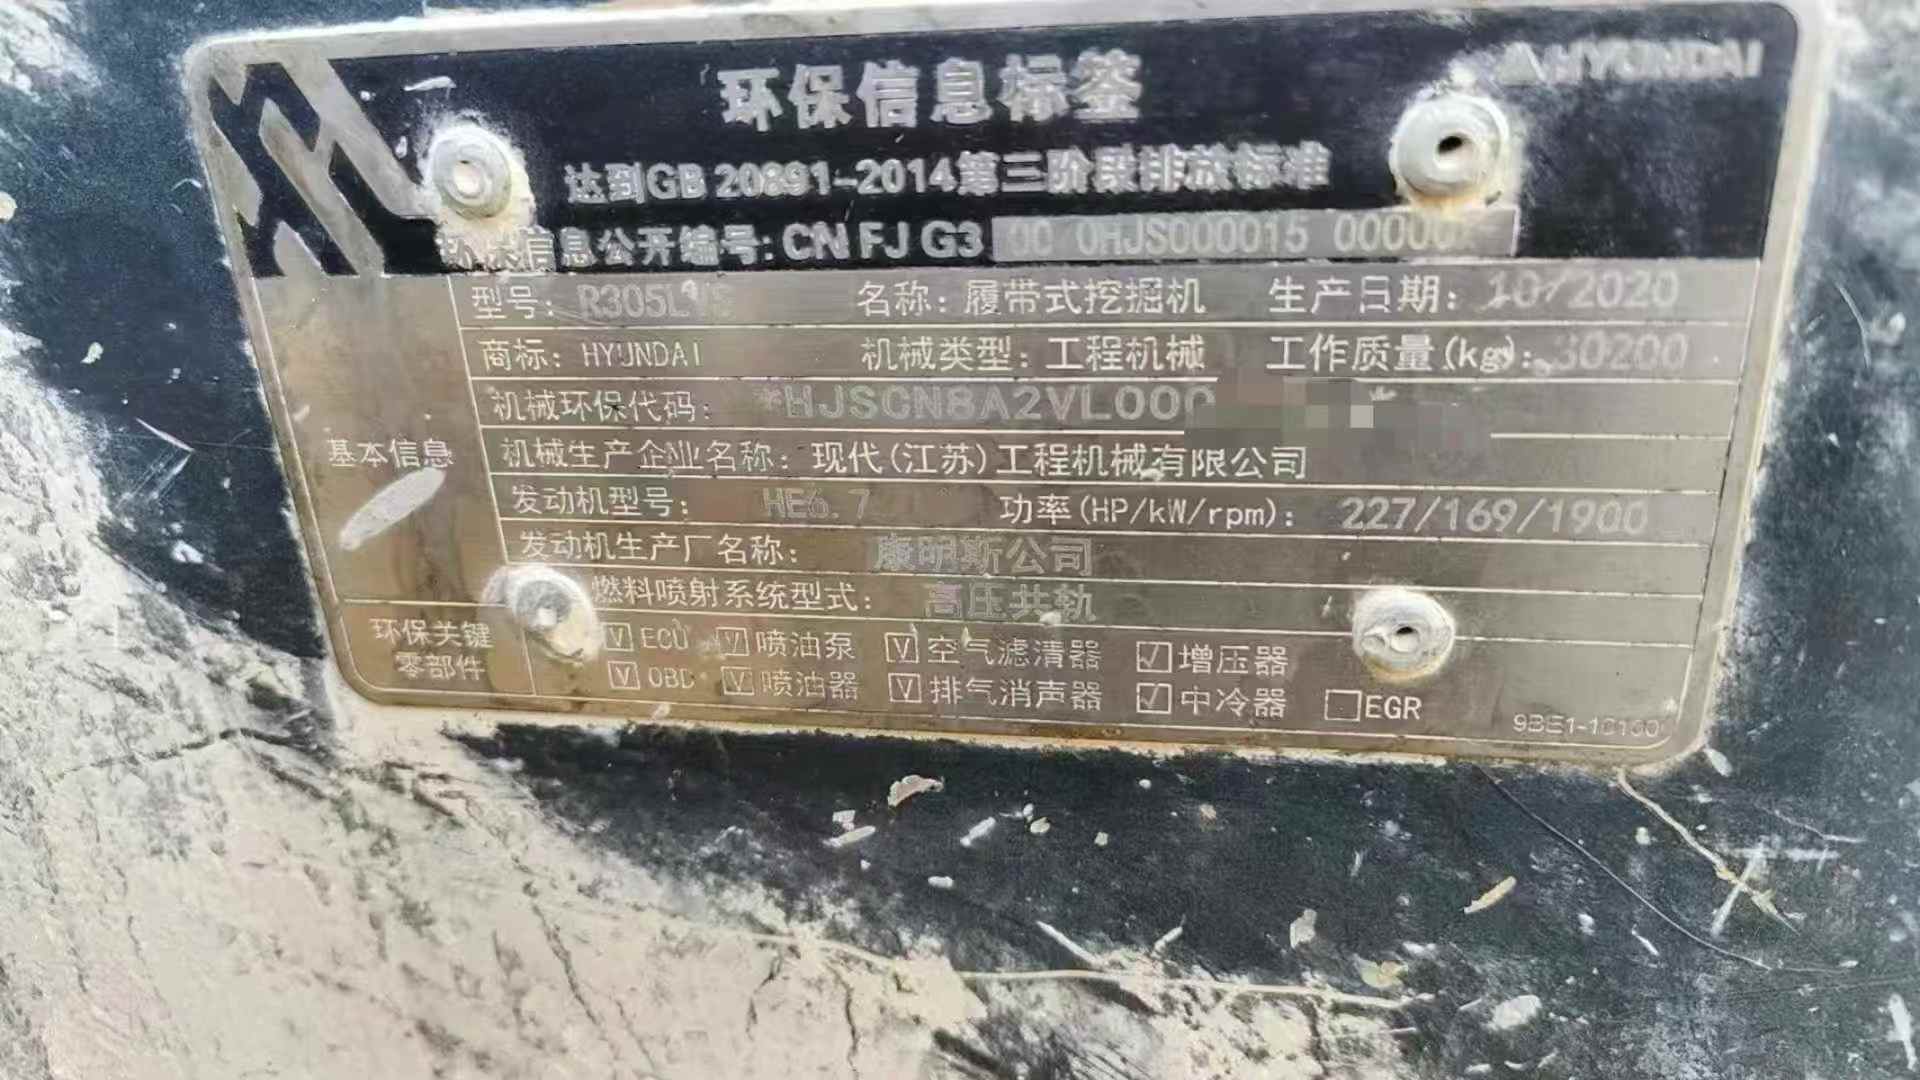 HYUNDAI
环保信息标签
达到GB 20891-2014第三阶段排放标准
环保信息公开编号: CN FJ G3 00 0HJS000015 00000
型号: 名称: 履带式挖掘机 生产日期: 10/2020
商标: HYUNDAI 机械类型: 工程机械 工作质量(kg): 30200
机械环保代码: *HJSCN8A2VL000
基本信息
机械生产企业名称: 现代(江苏)工程机械有限公司
发动机型号: HE6.7 功率(HP/kW/rpm): 227/169/1900
发动机生产厂名称: 康明斯公司
燃料喷射系统型式: 高压共轨
环保关键零部件
V ECU V 喷油泵 V 空气滤清器 ✓ 增压器
V OBD V 喷油器 V 排气消声器 ✓ 中冷器 □ EGR